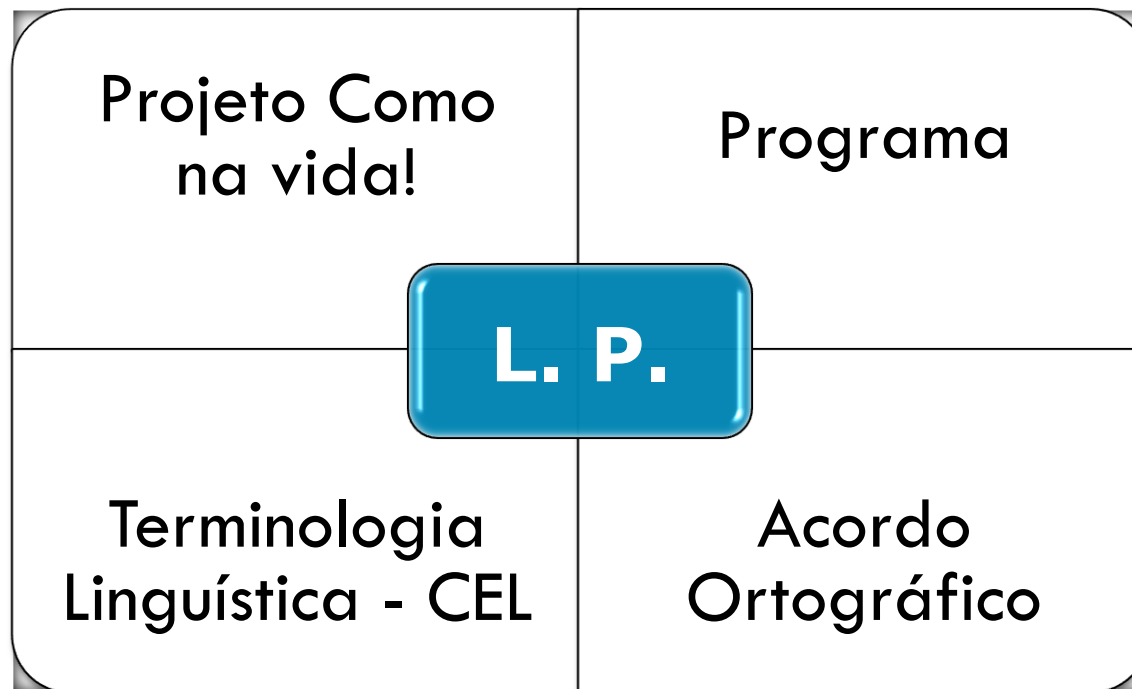 Projeto Como
na vida!
Programa
L. P.
Terminologia
Linguística - CEL
Acordo
Ortográfico